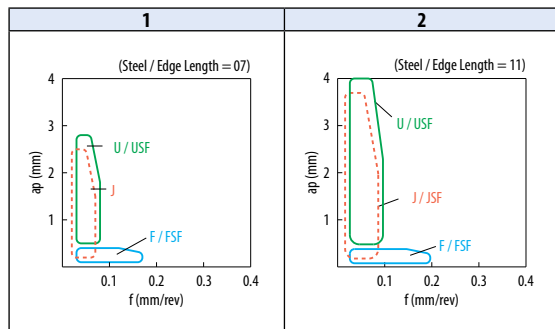 1
2
(Steel / Edge Length = 07)
4
3
2
1
ap (mm)
U / USF
J
F / FSF
0.1 0.2 0.3 0.4
f (mm/rev)
(Steel / Edge Length = 11)
4
3
2
1
ap (mm)
U / USF
J / JSF
F / FSF
0.1 0.2 0.3 0.4
f (mm/rev)